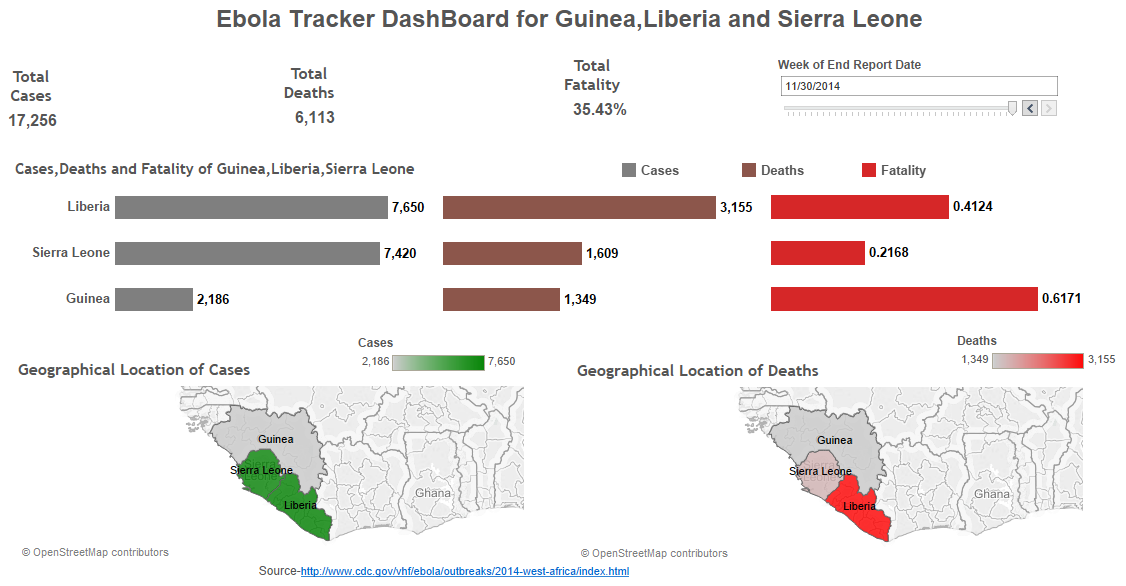 Ebola Tracker DashBoard for Guinea,Liberia and Sierra Leone
Total
Cases
17,256
Total
Deaths
6,113
Total
Fatality
35.43%
Week of End Report Date
11/30/2014
Cases,Deaths and Fatality of Guinea,Liberia,Sierra Leone
Cases
Deaths
Fatality
Liberia 7,650 3,155 0.4124
Sierra Leone 7,420 1,609 0.2168
Guinea 2,186 1,349 0.6171
Cases
2,186 7,650
Geographical Location of Cases
Guinea
Sierra Leone
Liberia
Ghana
© OpenStreetMap contributors
Deaths
1,349 3,155
Geographical Location of Deaths
Guinea
Sierra Leone
Liberia
Ghana
© OpenStreetMap contributors
Source-http://www.cdc.gov/vhf/ebola/outbreaks/2014-west-africa/index.html